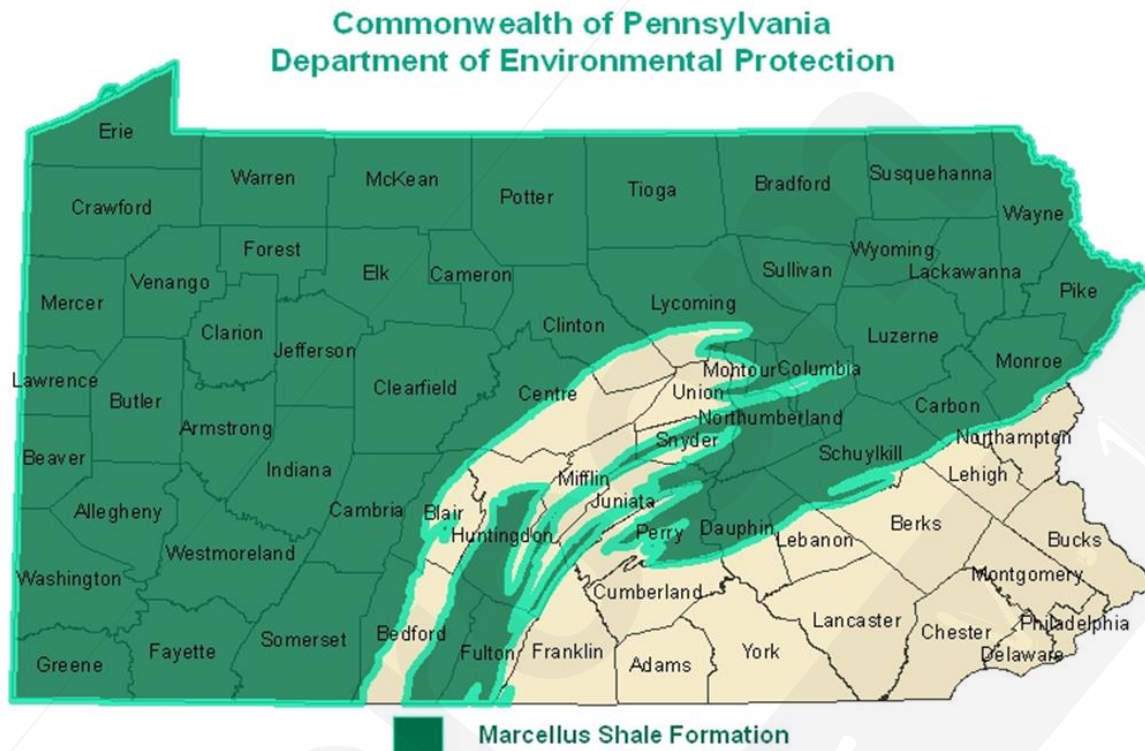 Commonwealth of Pennsylvania
Department of Environmental Protection
Erie
Warren
McKean
Potter
Tioga
Bradford
Susquehanna
Wayne
Crawford
Forest
Elk
Cameron
Venango
Sullivan
Wyoming
Lackawanna
Pike
Mercer
Clarion
Jefferson
Clinton
Lycoming
Luzerne
Monroe
Lawrence
Butler
Clearfield
Centre
Union
Montour
Columbia
Carbon
Northampton
Armstrong
Northumberland
Beaver
Indiana
Snyder
Schuylkill
Lehigh
Allegheny
Cambria
Blair
Mifflin
Juniata
Huntingdon
Perry
Dauphin
Lebanon
Berks
Bucks
Westmoreland
Washington
Cumberland
Montgomery
Lancaster
Philadelphia
Chester
Delaware
Greene
Fayette
Somerset
Bedford
Fulton
Franklin
Adams
York
Marcellus Shale Formation